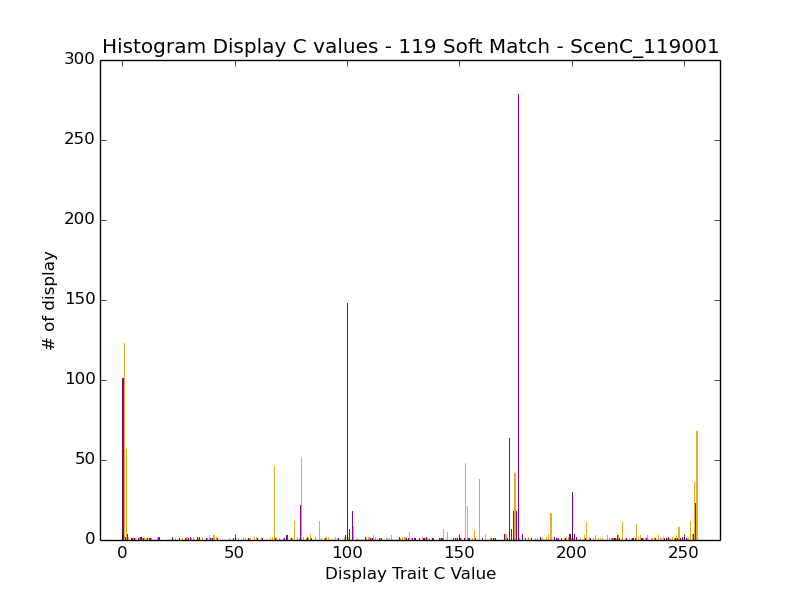 Histogram Display C values - 119 Soft Match - ScenC_119001
300
250
200
150
100
50
0
# of display
0 50 100 150 200 250
Display Trait C Value